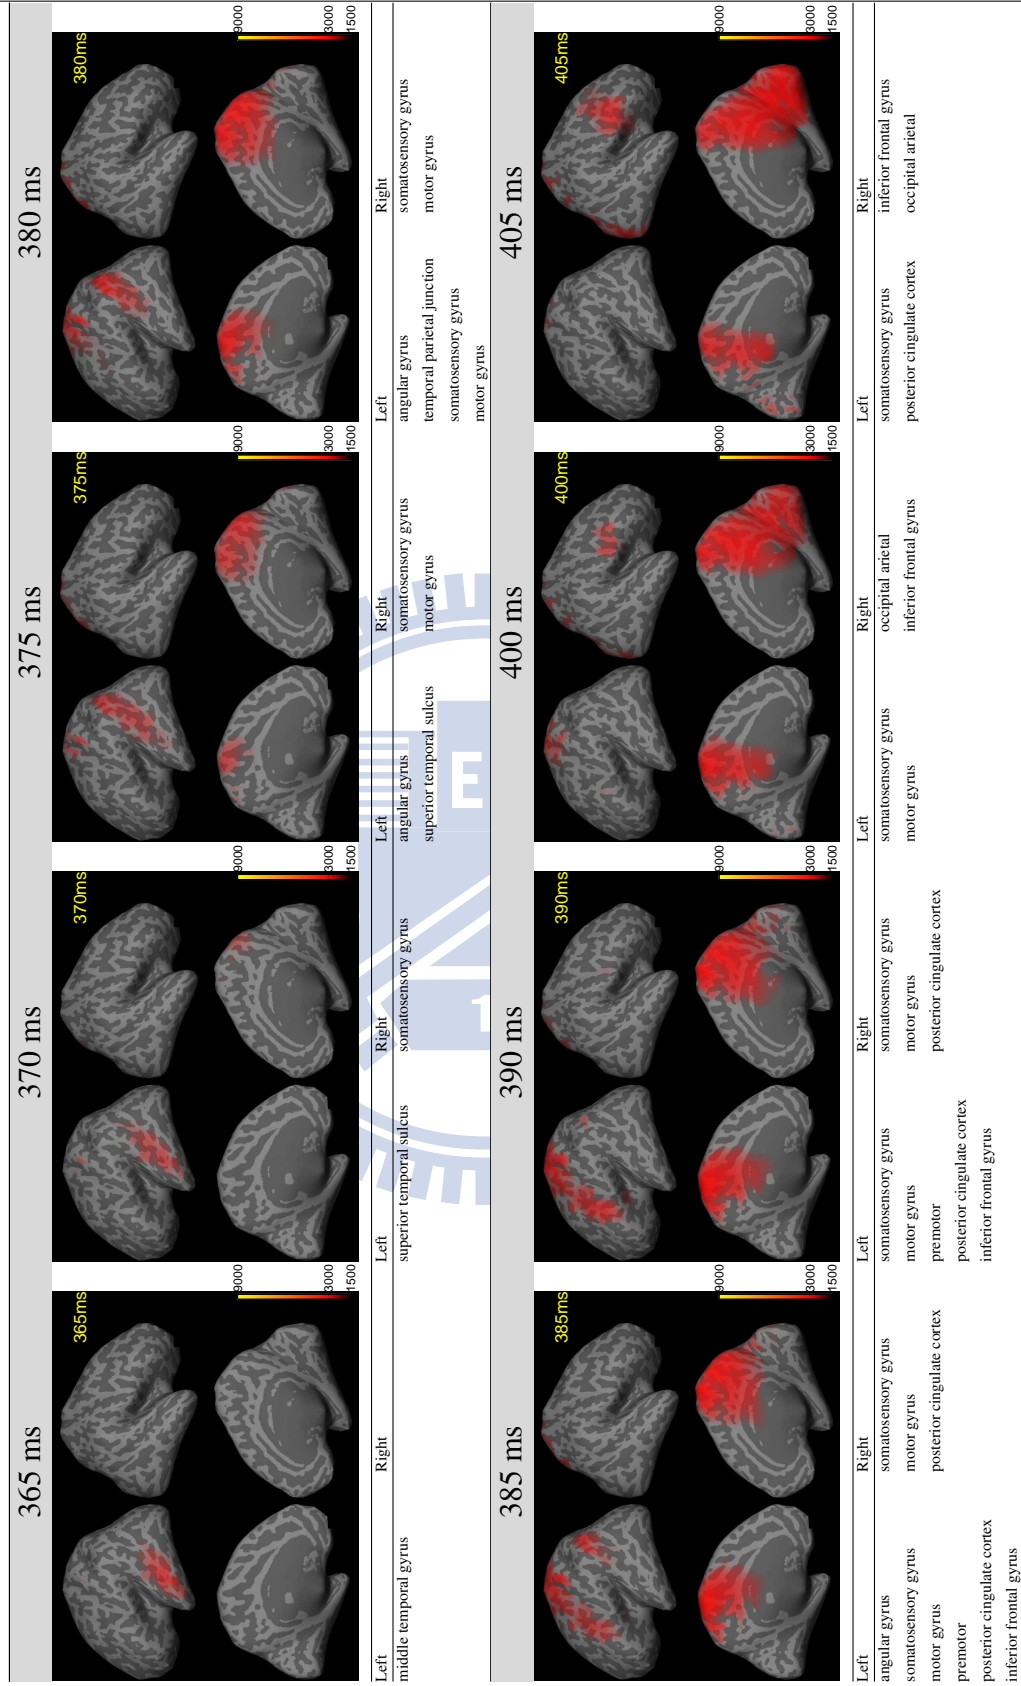 365 ms
370 ms
375 ms
380 ms
365ms
9000
3000
1500
370ms
9000
3000
1500
375ms
9000
3000
1500
380ms
9000
3000
1500
Left
middle temporal gyrus
Right
Left
superior temporal sulcus
Right
somatosensory gyrus
Left
angular gyrus
superior temporal sulcus
Right
somatosensory gyrus
motor gyrus
Left
angular gyrus
temporal parietal junction
somatosensory gyrus
motor gyrus
Right
somatosensory gyrus
motor gyrus
E
1
385 ms
390 ms
400 ms
405 ms
385ms
9000
3000
1500
390ms
9000
3000
1500
400ms
9000
3000
1500
405ms
9000
3000
1500
Left
angular gyrus
somatosensory gyrus
motor gyrus
premotor
posterior cingulate cortex
inferior frontal gyrus
Right
somatosensory gyrus
motor gyrus
posterior cingulate cortex
Left
somatosensory gyrus
motor gyrus
premotor
posterior cingulate cortex
inferior frontal gyrus
Right
somatosensory gyrus
motor gyrus
posterior cingulate cortex
Left
somatosensory gyrus
motor gyrus
Right
occipital arietal
inferior frontal gyrus
Left
somatosensory gyrus
posterior cingulate cortex
Right
inferior frontal gyrus
occipital arietal